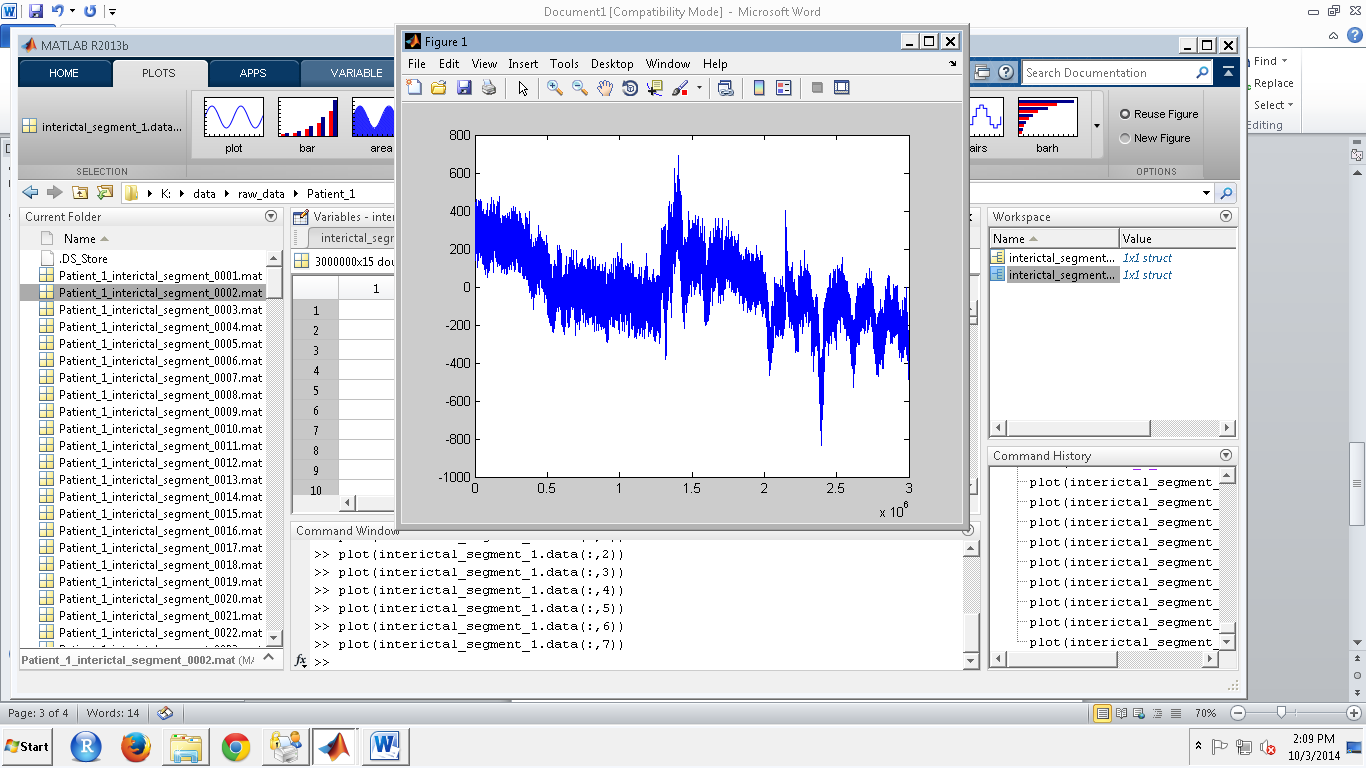 Document1 [Compatibility Mode] - Microsoft Word
MATLAB R2013b
HOME
PLOTS
APPS
VARIABLE
Search Documentation
Find
Replace
Select
Editing
interictal_segment_1.data...
plot
bar
area
airs
barh
Reuse Figure
New Figure
SELECTION
OPTIONS
K:
data
raw_data
Patient_1
Figure 1
File Edit View Insert Tools Desktop Window Help
800
600
400
200
0
-200
-400
-600
-800
-1000
0 0.5 1 1.5 2 2.5 3
x 10^6
Current Folder
Name
.DS_Store
Patient_1_interictal_segment_0001.mat
Patient_1_interictal_segment_0002.mat
Patient_1_interictal_segment_0003.mat
Patient_1_interictal_segment_0004.mat
Patient_1_interictal_segment_0005.mat
Patient_1_interictal_segment_0006.mat
Patient_1_interictal_segment_0007.mat
Patient_1_interictal_segment_0008.mat
Patient_1_interictal_segment_0009.mat
Patient_1_interictal_segment_0010.mat
Patient_1_interictal_segment_0011.mat
Patient_1_interictal_segment_0012.mat
Patient_1_interictal_segment_0013.mat
Patient_1_interictal_segment_0014.mat
Patient_1_interictal_segment_0015.mat
Patient_1_interictal_segment_0016.mat
Patient_1_interictal_segment_0017.mat
Patient_1_interictal_segment_0018.mat
Patient_1_interictal_segment_0019.mat
Patient_1_interictal_segment_0020.mat
Patient_1_interictal_segment_0021.mat
Patient_1_interictal_segment_0022.mat
Patient_1_interictal_segment_0002.mat (MA
Variables - inter
interictal_segr
3000000x15 dou
1
1
2
3
4
5
6
7
8
9
10
Command Window
>> plot(interictal_segment_1.data(:,2))
>> plot(interictal_segment_1.data(:,3))
>> plot(interictal_segment_1.data(:,4))
>> plot(interictal_segment_1.data(:,5))
>> plot(interictal_segment_1.data(:,6))
>> plot(interictal_segment_1.data(:,7))
fx >>
Workspace
Name Value
interictal_segment... 1x1 struct
interictal_segment... 1x1 struct
Command History
plot(interictal_segment_
plot(interictal_segment_
plot(interictal_segment_
plot(interictal_segment_
plot(interictal_segment_
plot(interictal_segment_
plot(interictal_segment_
plot(interictal_segment_
plot(interictal_segment_
Page: 3 of 4 Words: 14
70%
Start
2:09 PM
10/3/2014